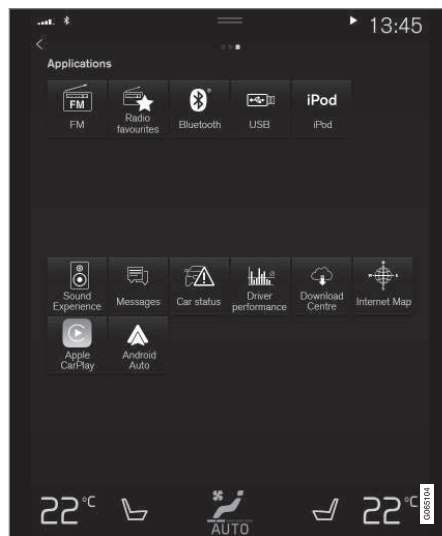 13:45
Applications
FM
FM
Radio
favourites
Bluetooth
USB
iPod
iPod
Sound
Experience
Messages
Car status
Driver
performance
Download
Centre
Internet Map
Apple
CarPlay
Android
Auto
22°C
AUTO
22°C
G065104